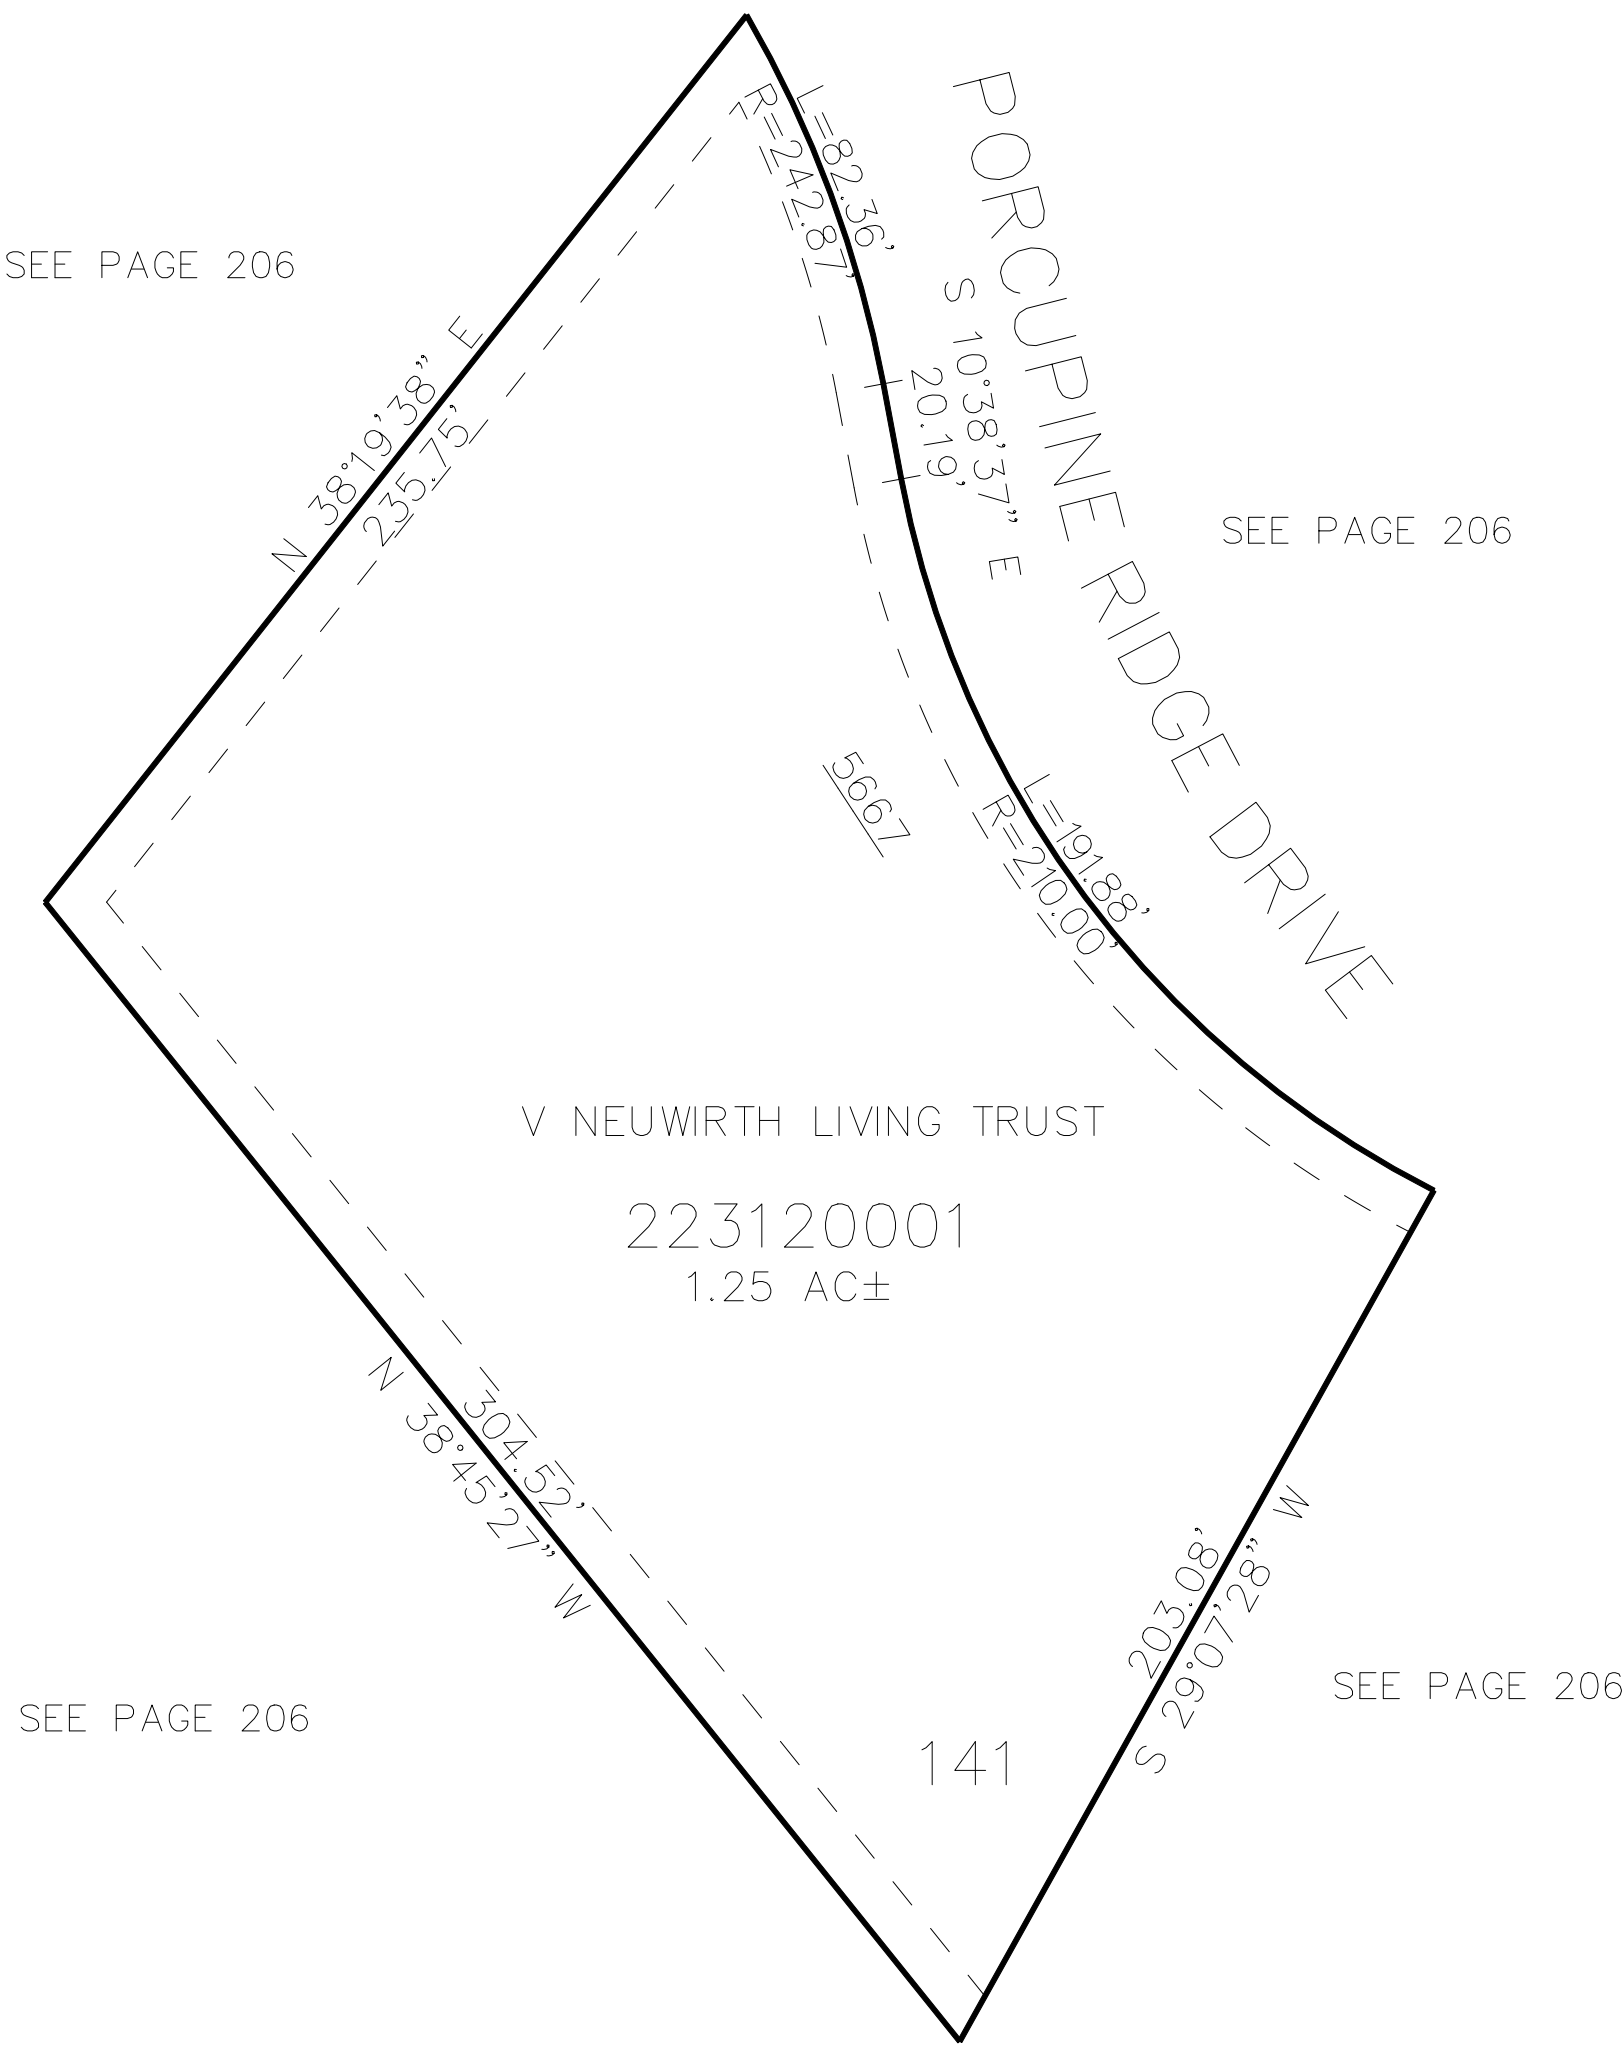 PORCUPINE RIDGE DRIVE
L=82.36'
R=242.87'
SEE PAGE 206
N 38°19'38" E
235.75'
S 10°38'37" E
20.19'
SEE PAGE 206
5667
L=191.88'
R=210.00'
V NEUWIRTH LIVING TRUST
223120001
1.25 AC±
304.52'
N 38°45'27" W
203.08'
S 29°07'28" W
SEE PAGE 206
SEE PAGE 206
141